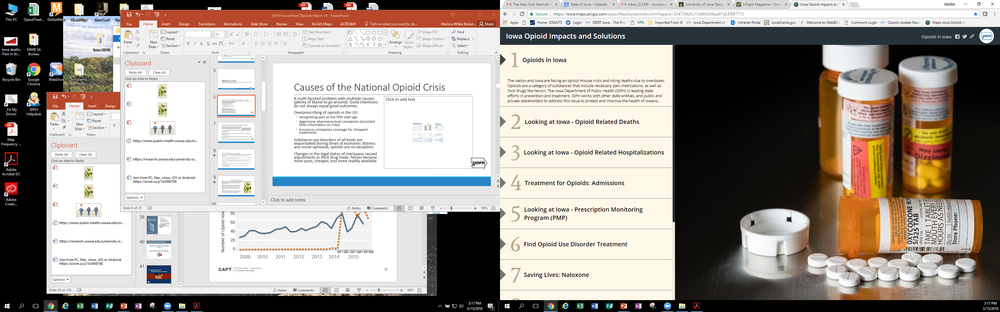 This PC
OpiodTreat...
GlobalMeet
CleanWipe
TimeCard
Iowa deaths
Pain in th...
MWB SA
Bureau
Iowa OSTR
Recycle Bin
Google
Chrome
WebDrive
Compleme...
health prac...
_Fix My
Drives!
IDPH
Helpdesk
Map
Frequency ...
Adobe
Acrobat DC
Adobe
Creati...
IDPH PowerPoint Opioids March 19 - PowerPoint
File
Home
Insert
Design
Transitions
Animations
Slide Show
Review
View
ArcGIS Maps
ACROBAT
Tell me what you want to do...
Monica Wilke-Brown
Share
Paste
New
Slide
Layout
Reset
Section
20
Text Direction
Align Text
Convert to SmartArt
Arrange
Quick
Styles
Shape Fill
Shape Outline
Shape Effects
Find
Replace
Select
Clipboard
Slides
Font
Paragraph
Drawing
Editing
Clipboard
Paste All
Clear All
Click an Item to Paste:
https://www.public-health.uiowa.edu/in...
https://research.uiowa.edu/university-io...
Join from PC, Mac, Linux, iOS or Android:
https://zoom.us/j/163988788
Options
5
National Crisis
6
7
8
9
The Opioid Basics
10
Causes of the National Opioid Crisis
A multi-faceted problem with multiple causes:
(plenty of blame to go around). Good intentions
do not always equal good outcomes.
Overprescribing of opioids in the US:
Designating pain as the fifth vital sign
Aggressive pharmaceutical companies (provided
false information on risks)
Insurance companies coverage for cheapest
treatments
Substance use disorders of all kinds are
exacerbated during times of economic distress
and social upheaval, opioids are no exception.
Changes in the legal status of marijuana caused
adjustments in illicit drug trade: heroin became
more pure, cheaper, and more readily available
Click to add text
IDPH
Click to add notes
Slide 6 of 25
Notes
Comments
58%
File
Home
Insert
Design
Paste
New
Slide
Layout
Reset
Section
B
Clipboard
Slides
Clipboard
Paste All
Clear All
Click an Item to Paste:
https://www.public-health.uiowa.edu/in...
https://research.uiowa.edu/university-io...
Join from PC, Mac, Linux, iOS or Android:
https://zoom.us/j/163988788
Options
39
40
41
Number of Opioid rela
80
60
40
20
0
Q1 Q2 Q3 Q4 Q1 Q2
2009 2010 2011 2012 2013 2014 2015
CAPT
SAMHSA's Center for the Application
of Prevention Technologies
38
Slide 38 of 105
Notes
Comments
66%
3:17 PM
3/15/2018
The New York Marriott M
State of Iowa - Calendar
Inbox (2,539) - monica.w
University of Iowa Opioi
InSight Magazine - Unive
Iowa Opioid Impacts and
Monica
Secure
https://iowa.maps.arcgis.com/apps/MapSeries/index.html?appid=354759b8c17d484296aa97a53f887715
Apps
Home GRANTS
Login
SBIRT Iowa - The Proj
VPN
Imported From IE
Iowa Department of
Intranet Portal
IowaGrants.gov
Welcome to WebBGA
Commons Login
Opioid Update News
Maps Iowa Opioid Im
Iowa Opioid Impacts and Solutions
Opioids in Iowa
IDPH
1 Opioids in Iowa
The nation and Iowa are facing an opioid misuse crisis and rising deaths due to overdoses.
Opioids are a category of substances that include necessary pain medications, as well as
illicit drugs like heroin. The Iowa Department of Public Health (IDPH) is leading state
efforts in prevention and treatment. IDPH works with other state entities, and public and
private stakeholders to address this issue to protect and improve the health of Iowans.
2 Looking at Iowa - Opioid Related Deaths
3 Looking at Iowa - Opioid Related Hospitalizations
4 Treatment for Opioids: Admissions
5 Looking at Iowa - Prescription Monitoring
Program (PMP)
6 Find Opioid Use Disorder Treatment
7 Saving Lives: Naloxone
May cause
Dizziness
OXYCODONE W/
5/325 TAB
TAKE 1 TABLET BY
MOUTH EVERY
HOURS AS NEED
Qty:30
Refills require
Store Phone:
3:17 PM
3/15/2018